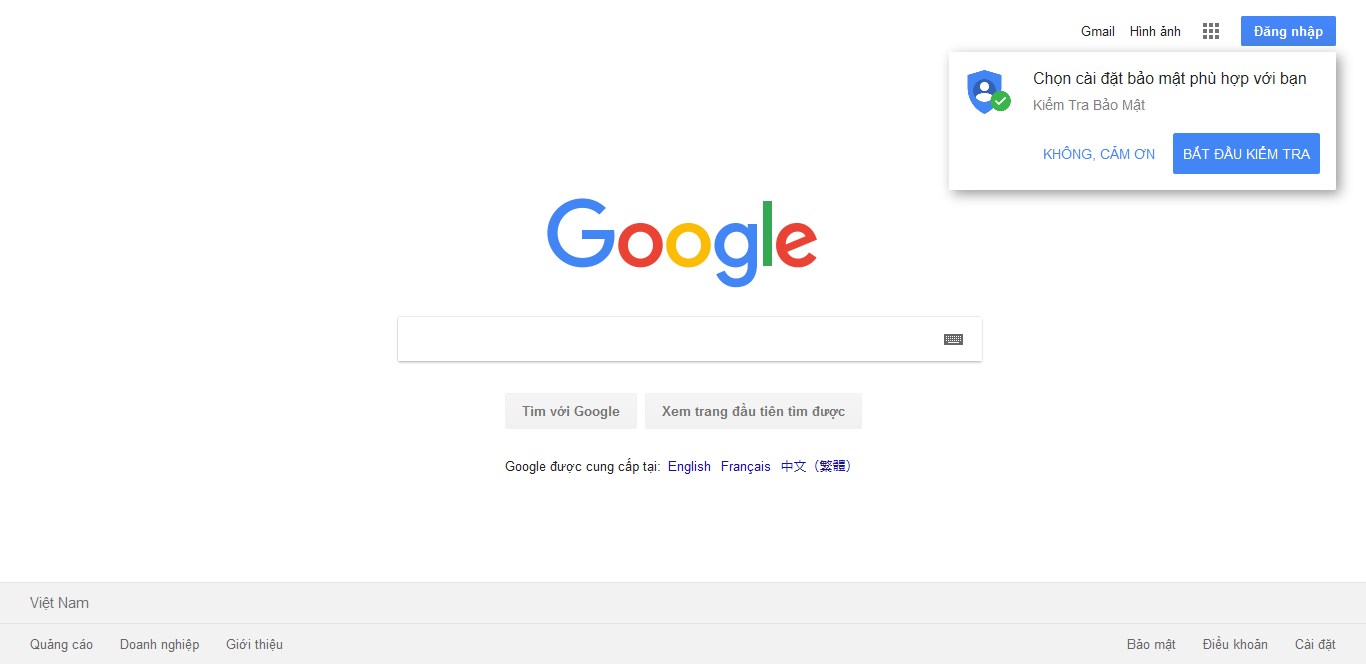 Gmail Hình ảnh Đăng nhập
Chọn cài đặt bảo mật phù hợp với bạn
Kiểm Tra Bảo Mật
KHÔNG, CẢM ƠN BẮT ĐẦU KIỂM TRA
Google
Tìm với Google Xem trang đầu tiên tìm được
Google được cung cấp tại: English Français 中文（繁體）
Việt Nam
Quảng cáo Doanh nghiệp Giới thiệu Bảo mật Điều khoản Cài đặt